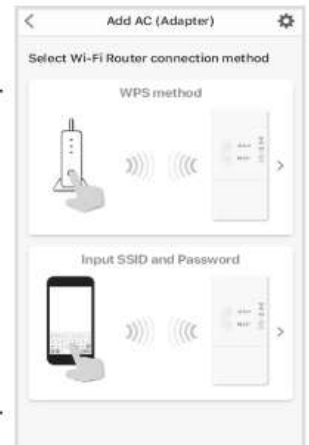 Add AC (Adapter)
Select Wi-Fi Router connection method
WPS method
Input SSID and Password